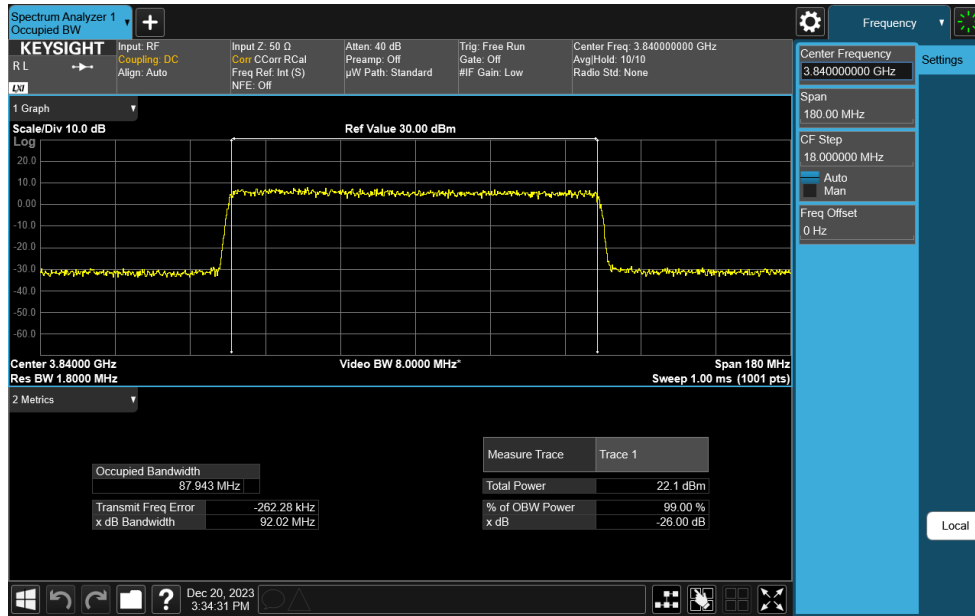 Spectrum Analyzer 1
Occupied BW
Frequency
KEYSIGHT
R L
LXI
Input: RF
Coupling: DC
Align: Auto
Input Z: 50 Ω
Corr CCorr RCal
Freq Ref: Int (S)
NFE: Off
Atten: 40 dB
Preamp: Off
µW Path: Standard
Trig: Free Run
Gate: Off
#IF Gain: Low
Center Freq: 3.840000000 GHz
Avg|Hold: 10/10
Radio Std: None
Center Frequency
3.840000000 GHz
Settings
Span
180.00 MHz
CF Step
18.000000 MHz
Auto
Man
Freq Offset
0 Hz
Local
1 Graph
Scale/Div 10.0 dB
Ref Value 30.00 dBm
Log
20.0
10.0
0.00
-10.0
-20.0
-30.0
-40.0
-50.0
-60.0
Center 3.84000 GHz
Video BW 8.0000 MHz*
Span 180 MHz
Res BW 1.8000 MHz
Sweep 1.00 ms (1001 pts)
2 Metrics
Occupied Bandwidth
87.943 MHz
Transmit Freq Error -262.28 kHz
x dB Bandwidth 92.02 MHz
Measure Trace Trace 1
Total Power 22.1 dBm
% of OBW Power 99.00 %
x dB -26.00 dB
?
Dec 20, 2023
3:34:31 PM